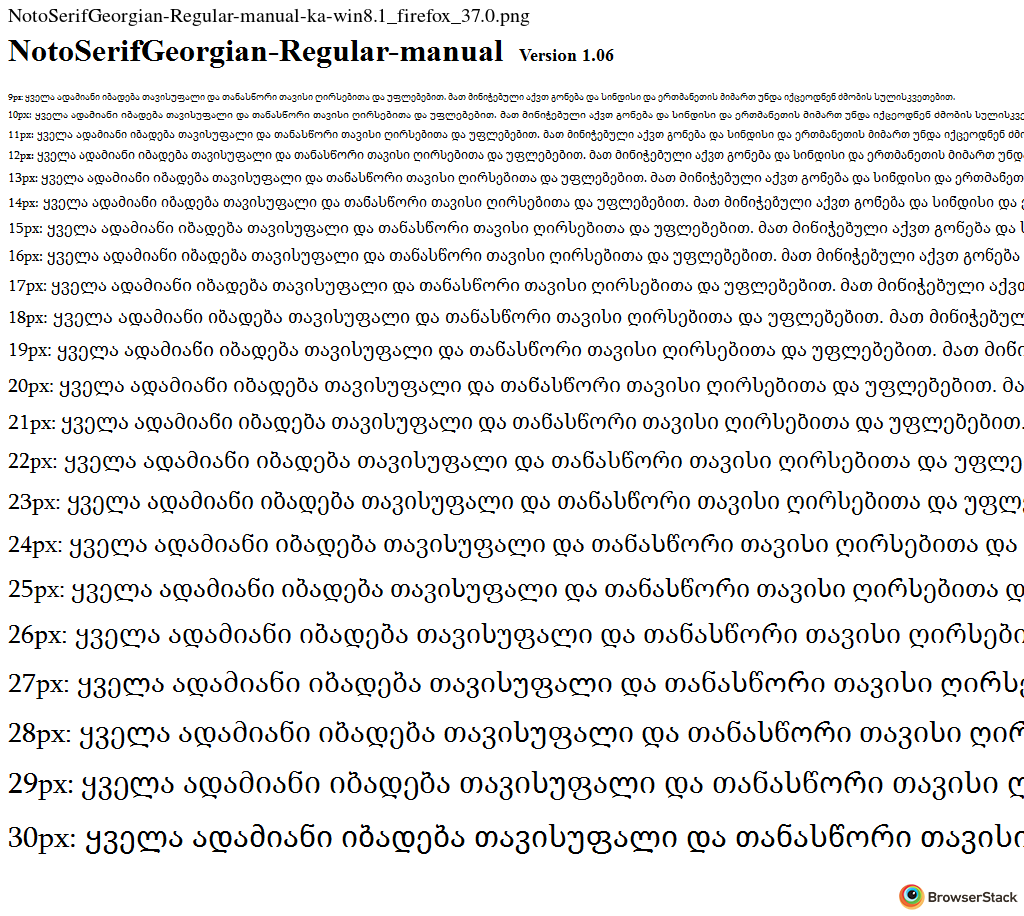 NotoSerifGeorgian-Regular-manual-ka-win8.1_firefox_37.0.png
NotoSerifGeorgian-Regular-manual Version 1.06
9px: ყველა ადამიანი იბადება თავისუფალი და თანასწორი თავისი ღირსებითა და უფლებებით. მათ მინიჭებული აქვთ გონება და სინდისი და ერთმანეთის მიმართ უნდა იქცეოდნენ ძმობის სულისკვეთებით.
10px: ყველა ადამიანი იბადება თავისუფალი და თანასწორი თავისი ღირსებითა და უფლებებით. მათ მინიჭებული აქვთ გონება და სინდისი და ერთმანეთის მიმართ უნდა იქცეოდნენ ძმობის სულისკვე
11px: ყველა ადამიანი იბადება თავისუფალი და თანასწორი თავისი ღირსებითა და უფლებებით. მათ მინიჭებული აქვთ გონება და სინდისი და ერთმანეთის მიმართ უნდა იქცეოდნენ ძმო
12px: ყველა ადამიანი იბადება თავისუფალი და თანასწორი თავისი ღირსებითა და უფლებებით. მათ მინიჭებული აქვთ გონება და სინდისი და ერთმანეთის მიმართ უნდ
13px: ყველა ადამიანი იბადება თავისუფალი და თანასწორი თავისი ღირსებითა და უფლებებით. მათ მინიჭებული აქვთ გონება და სინდისი და ერთმანეთ
14px: ყველა ადამიანი იბადება თავისუფალი და თანასწორი თავისი ღირსებითა და უფლებებით. მათ მინიჭებული აქვთ გონება და სინდისი და
15px: ყველა ადამიანი იბადება თავისუფალი და თანასწორი თავისი ღირსებითა და უფლებებით. მათ მინიჭებული აქვთ გონება და
16px: ყველა ადამიანი იბადება თავისუფალი და თანასწორი თავისი ღირსებითა და უფლებებით. მათ მინიჭებული აქვთ გონება
17px: ყველა ადამიანი იბადება თავისუფალი და თანასწორი თავისი ღირსებითა და უფლებებით. მათ მინიჭებული აქვთ
18px: ყველა ადამიანი იბადება თავისუფალი და თანასწორი თავისი ღირსებითა და უფლებებით. მათ მინიჭებულ
19px: ყველა ადამიანი იბადება თავისუფალი და თანასწორი თავისი ღირსებითა და უფლებებით. მათ მინი
20px: ყველა ადამიანი იბადება თავისუფალი და თანასწორი თავისი ღირსებითა და უფლებებით. მა
21px: ყველა ადამიანი იბადება თავისუფალი და თანასწორი თავისი ღირსებითა და უფლებებით.
22px: ყველა ადამიანი იბადება თავისუფალი და თანასწორი თავისი ღირსებითა და უფლე
23px: ყველა ადამიანი იბადება თავისუფალი და თანასწორი თავისი ღირსებითა და უფლ
24px: ყველა ადამიანი იბადება თავისუფალი და თანასწორი თავისი ღირსებითა და
25px: ყველა ადამიანი იბადება თავისუფალი და თანასწორი თავისი ღირსებითა დ
26px: ყველა ადამიანი იბადება თავისუფალი და თანასწორი თავისი ღირსები
27px: ყველა ადამიანი იბადება თავისუფალი და თანასწორი თავისი ღირს
28px: ყველა ადამიანი იბადება თავისუფალი და თანასწორი თავისი ღირ
29px: ყველა ადამიანი იბადება თავისუფალი და თანასწორი თავისი ღ
30px: ყველა ადამიანი იბადება თავისუფალი და თანასწორი თავისი
BrowserStack